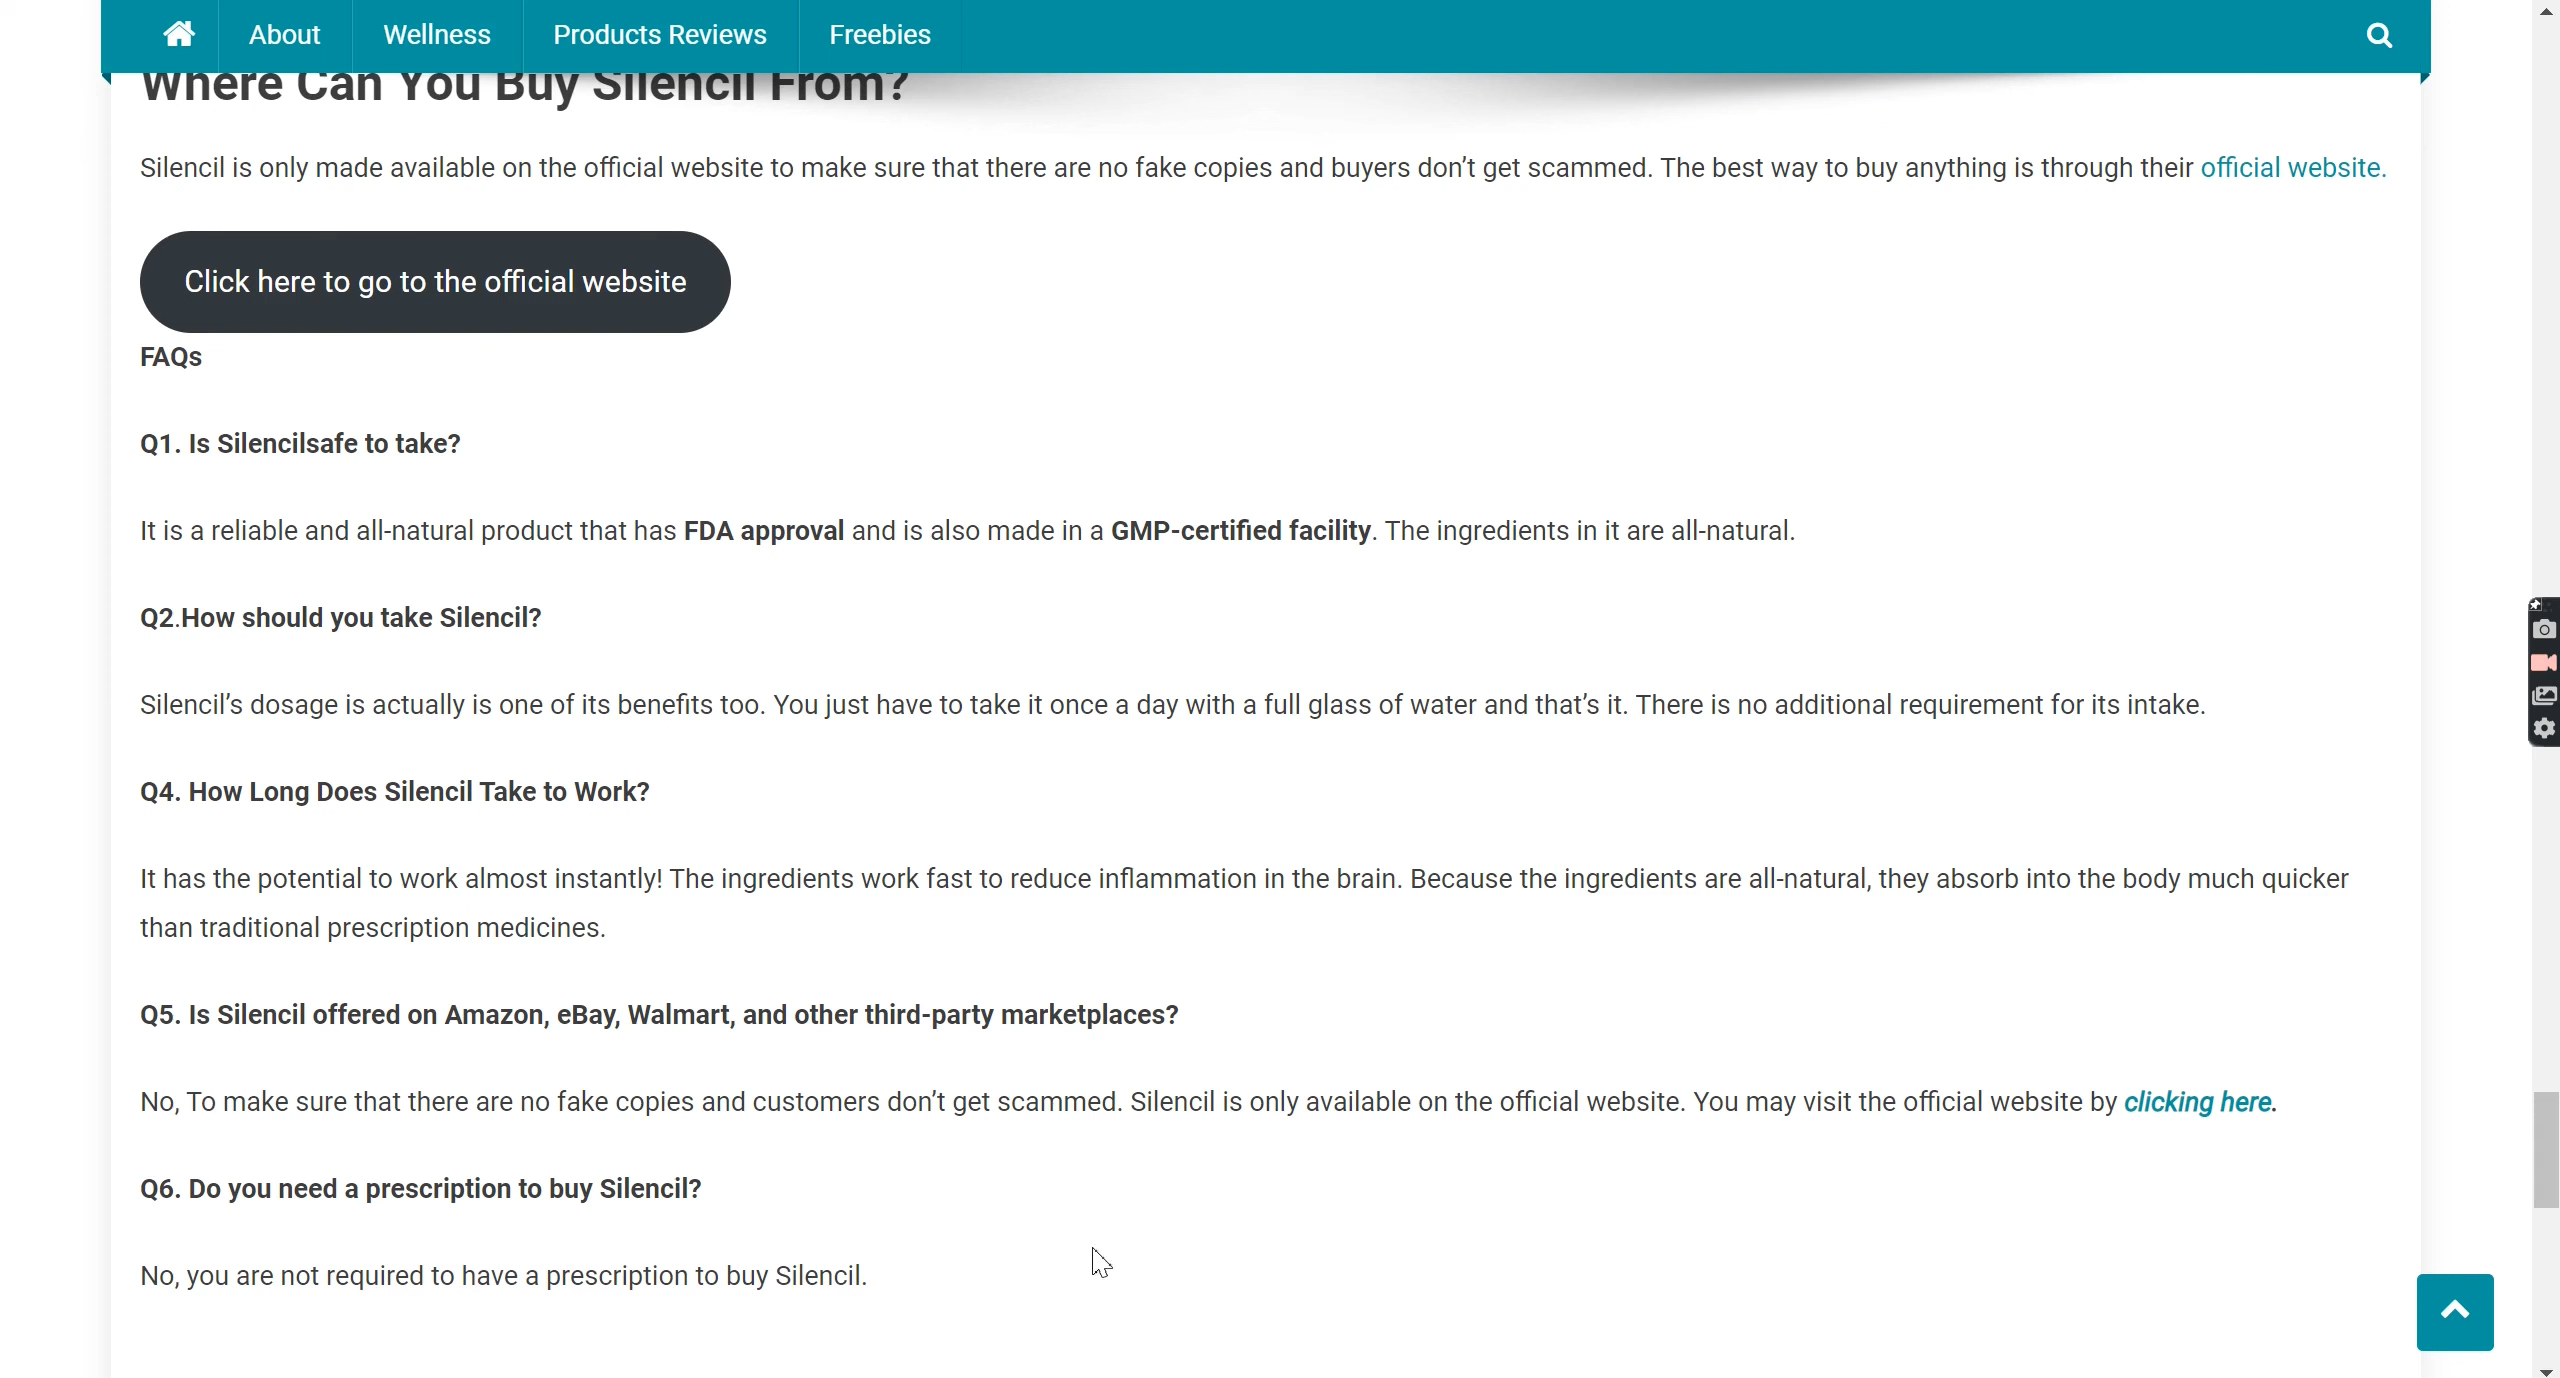 About Wellness Products Reviews Freebies
Where Can You Buy Silencil From?
Silencil is only made available on the official website to make sure that there are no fake copies and buyers don’t get scammed. The best way to buy anything is through their official website.
Click here to go to the official website
FAQs
Q1. Is Silencilsafe to take?
It is a reliable and all-natural product that has FDA approval and is also made in a GMP-certified facility. The ingredients in it are all-natural.
Q2.How should you take Silencil?
Silencil’s dosage is actually is one of its benefits too. You just have to take it once a day with a full glass of water and that’s it. There is no additional requirement for its intake.
Q4. How Long Does Silencil Take to Work?
It has the potential to work almost instantly! The ingredients work fast to reduce inflammation in the brain. Because the ingredients are all-natural, they absorb into the body much quicker
than traditional prescription medicines.
Q5. Is Silencil offered on Amazon, eBay, Walmart, and other third-party marketplaces?
No, To make sure that there are no fake copies and customers don’t get scammed. Silencil is only available on the official website. You may visit the official website by clicking here.
Q6. Do you need a prescription to buy Silencil?
No, you are not required to have a prescription to buy Silencil.